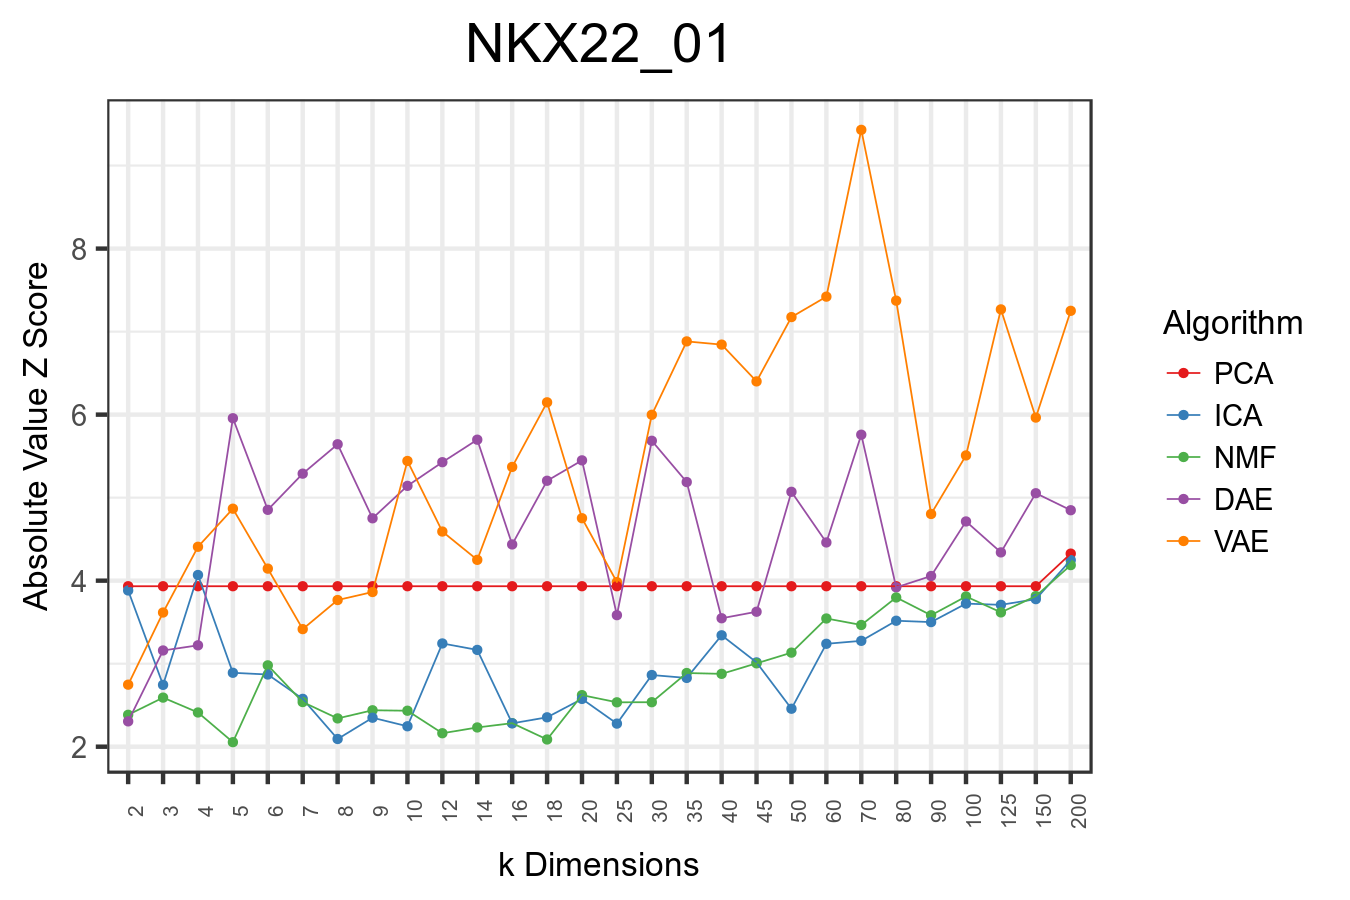 NKX22_01
Absolute Value Z Score
8
6
4
2
2 3 4 5 6 7 8 9 10 12 14 16 18 20 25 30 35 40 45 50 60 70 80 90 100 125 150 200
k Dimensions
Algorithm
PCA
ICA
NMF
DAE
VAE